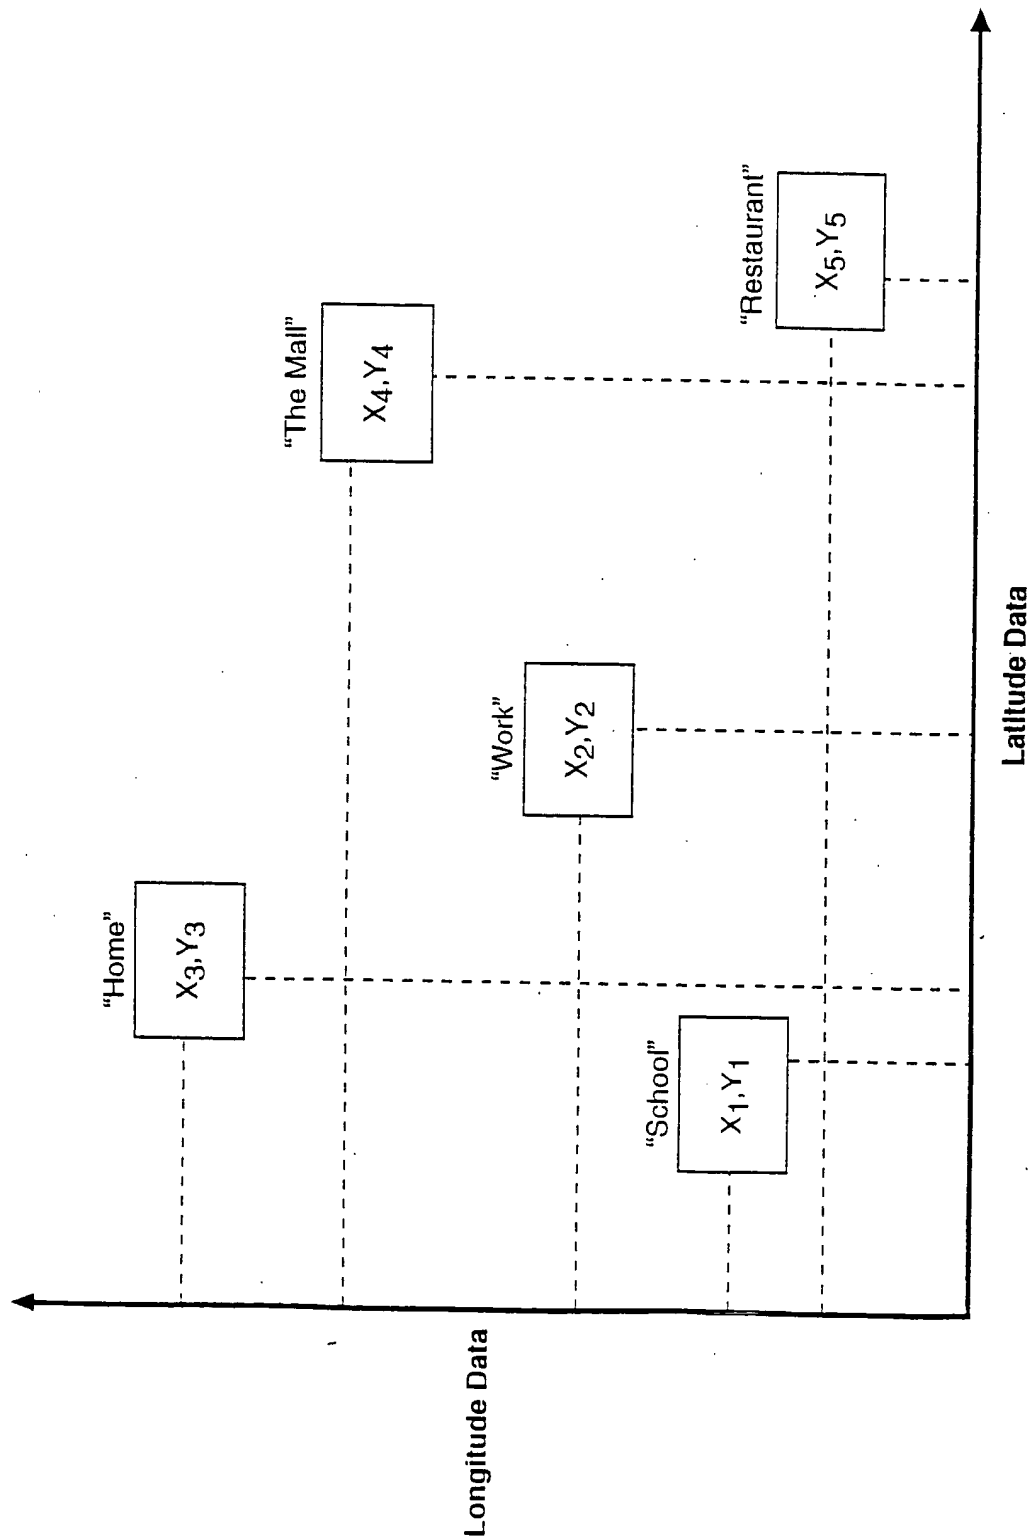 Longitude Data
"Home"
X3,Y3
"The Mall"
X4,Y4
"Work"
X2,Y2
"School"
X1,Y1
"Restaurant"
X5,Y5
Latitude Data